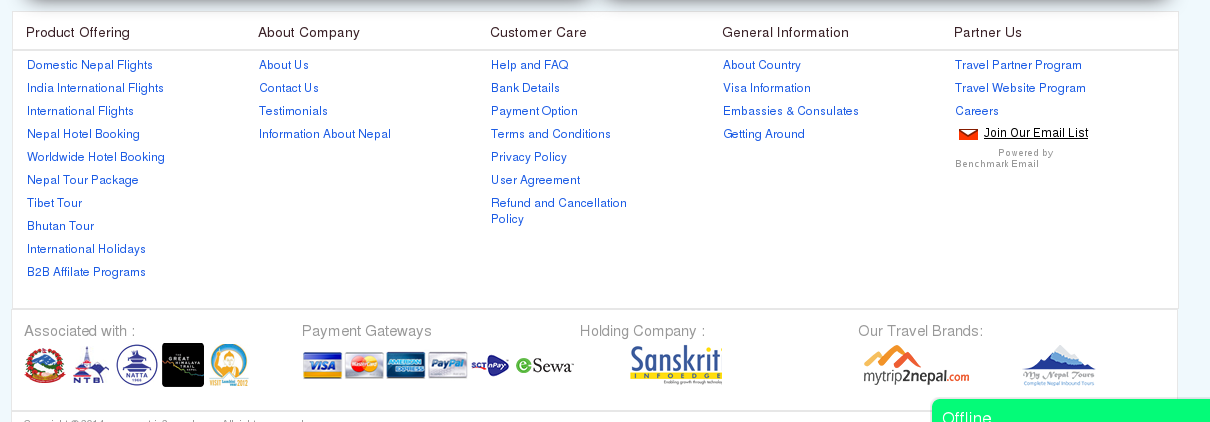 Product Offering
Domestic Nepal Flights
India International Flights
International Flights
Nepal Hotel Booking
Worldwide Hotel Booking
Nepal Tour Package
Tibet Tour
Bhutan Tour
International Holidays
B2B Affilate Programs
About Company
About Us
Contact Us
Testimonials
Information About Nepal
Customer Care
Help and FAQ
Bank Details
Payment Option
Terms and Conditions
Privacy Policy
User Agreement
Refund and Cancellation
Policy
General Information
About Country
Visa Information
Embassies & Consulates
Getting Around
Partner Us
Travel Partner Program
Travel Website Program
Careers
Join Our Email List
Powered by
Benchmark Email
Associated with :
NTB
NATTA
THE
GREAT
HIMALAYA
TRAIL
Payment Gateways
VISA
MasterCard
AMERICAN
EXPRESS
PayPal
SCT nPay
eSewa
Holding Company :
Sanskrit
INFOEDGE
Enabling growth through technolo
Our Travel Brands:
mytrip2nepal.com
My Nepal Tours
Complete Nepal Inbound Tours
Offline